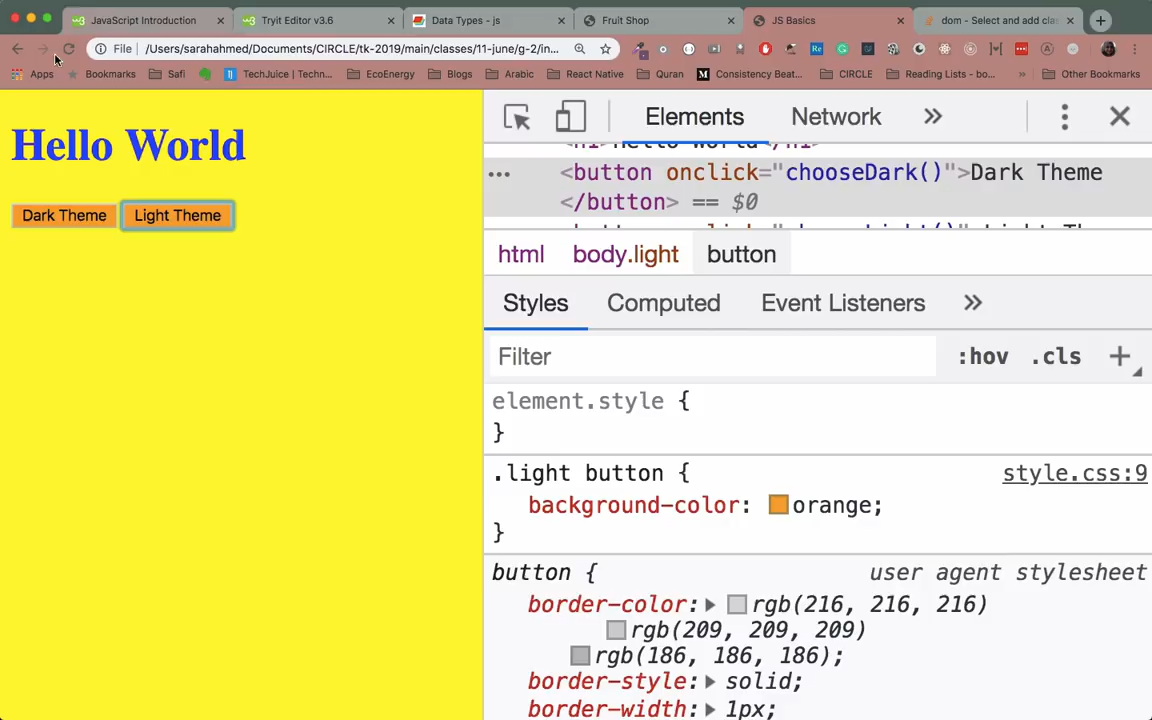 JavaScript Introduction
Tryit Editor v3.6
Data Types - js
Fruit Shop
JS Basics
dom - Select and add clas
File
/Users/sarahahmed/Documents/CIRCLE/tk-2019/main/classes/11-june/g-2/in...
Apps
Bookmarks
Safi
TechJuice | Techn...
EcoEnergy
Blogs
Arabic
React Native
Quran
Consistency Beat...
CIRCLE
Reading Lists - bo...
Other Bookmarks
Hello World
Dark Theme
Light Theme
Elements
Network
<button onclick="chooseDark()">Dark Theme
</button> == $0
html
body.light
button
Styles
Computed
Event Listeners
Filter
:hov
.cls
element.style {
}
.light button {
style.css:9
background-color: orange;
}
button {
user agent stylesheet
border-color: rgb(216, 216, 216)
rgb(209, 209, 209)
rgb(186, 186, 186);
border-style: solid;
border-width: 1px;